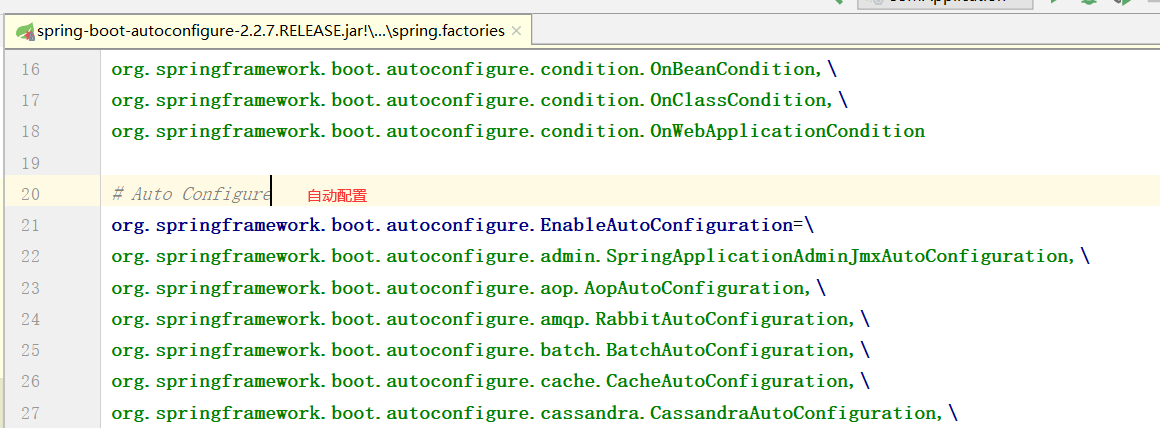 spring-boot-autoconfigure-2.2.7.RELEASE.jar!\...\spring.factories
16 org.springframework.boot.autoconfigure.condition.OnBeanCondition,\
17 org.springframework.boot.autoconfigure.condition.OnClassCondition,\
18 org.springframework.boot.autoconfigure.condition.OnWebApplicationCondition
19
20 # Auto Configure 自动配置
21 org.springframework.boot.autoconfigure.EnableAutoConfiguration=\
22 org.springframework.boot.autoconfigure.admin.SpringApplicationAdminJmxAutoConfiguration,\
23 org.springframework.boot.autoconfigure.aop.AopAutoConfiguration,\
24 org.springframework.boot.autoconfigure.amqp.RabbitAutoConfiguration,\
25 org.springframework.boot.autoconfigure.batch.BatchAutoConfiguration,\
26 org.springframework.boot.autoconfigure.cache.CacheAutoConfiguration,\
27 org.springframework.boot.autoconfigure.cassandra.CassandraAutoConfiguration,\